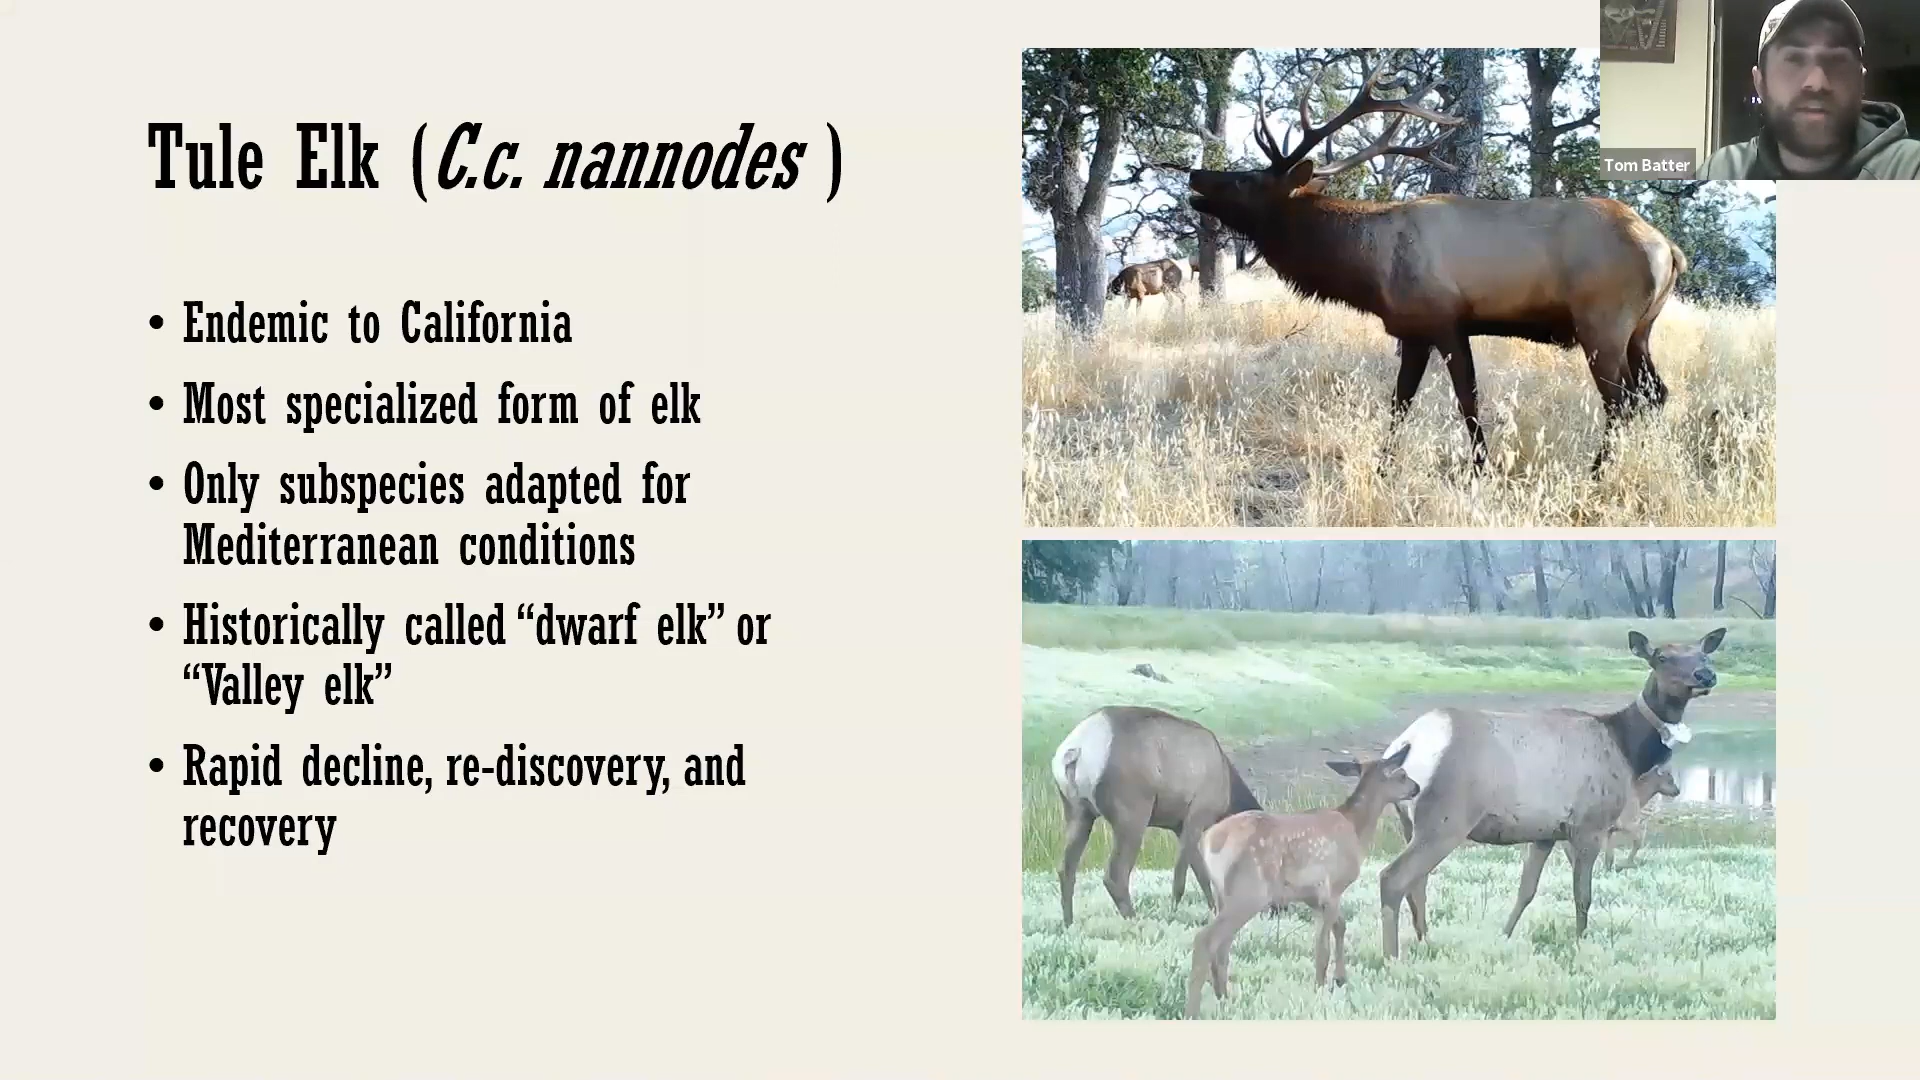 Tule Elk (C.c. nannodes )
• Endemic to California
• Most specialized form of elk
• Only subspecies adapted for
Mediterranean conditions
• Historically called “dwarf elk” or
“Valley elk”
• Rapid decline, re-discovery, and
recovery
Tom Batter